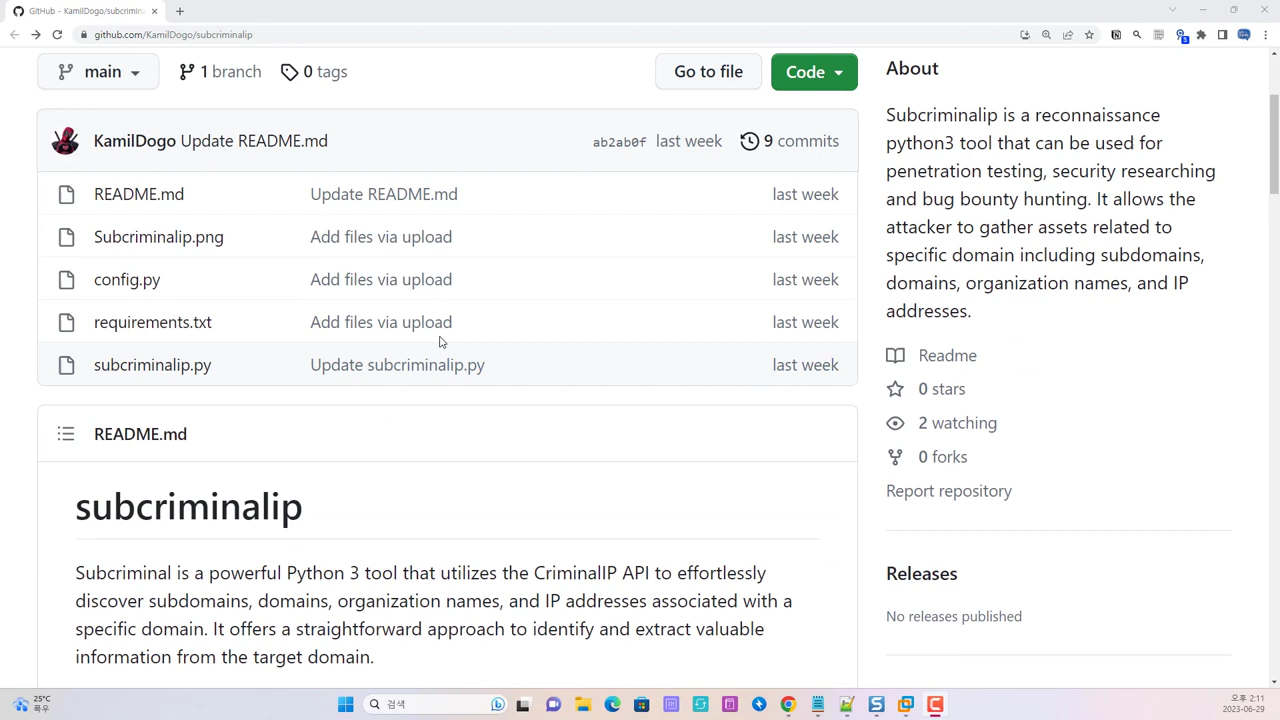 GitHub - KamilDogo/subcriminalip
github.com/KamilDogo/subcriminalip
main
1 branch
0 tags
Go to file
Code
KamilDogo Update README.md
ab2ab0f last week
9 commits
README.md Update README.md last week
Subcriminalip.png Add files via upload last week
config.py Add files via upload last week
requirements.txt Add files via upload last week
subcriminalip.py Update subcriminalip.py last week
README.md
subcriminalip
Subcriminal is a powerful Python 3 tool that utilizes the CriminalIP API to effortlessly
discover subdomains, domains, organization names, and IP addresses associated with a
specific domain. It offers a straightforward approach to identify and extract valuable
information from the target domain.
About
Subcriminalip is a reconnaissance
python3 tool that can be used for
penetration testing, security researching
and bug bounty hunting. It allows the
attacker to gather assets related to
specific domain including subdomains,
domains, organization names, and IP
addresses.
Readme
0 stars
2 watching
0 forks
Report repository
Releases
No releases published
25°C
폭우
검색
오후 2:11
2023-06-29